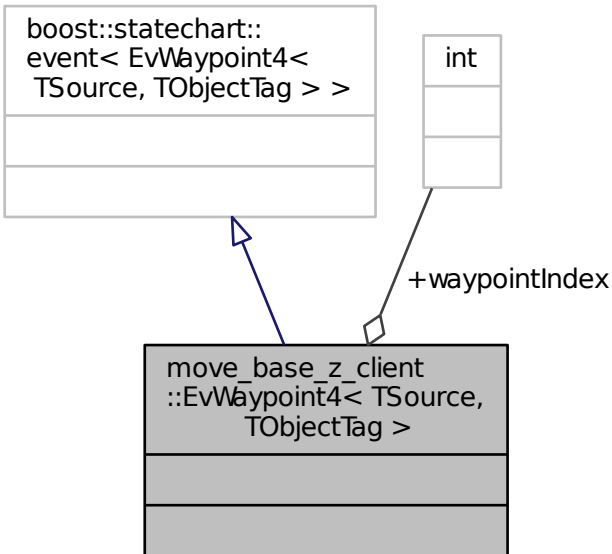 boost::statechart::
event< EvWaypoint4<
TSource, TObjectTag > >
int
+waypointIndex
move_base_z_client
::EvWaypoint4< TSource,
TObjectTag >